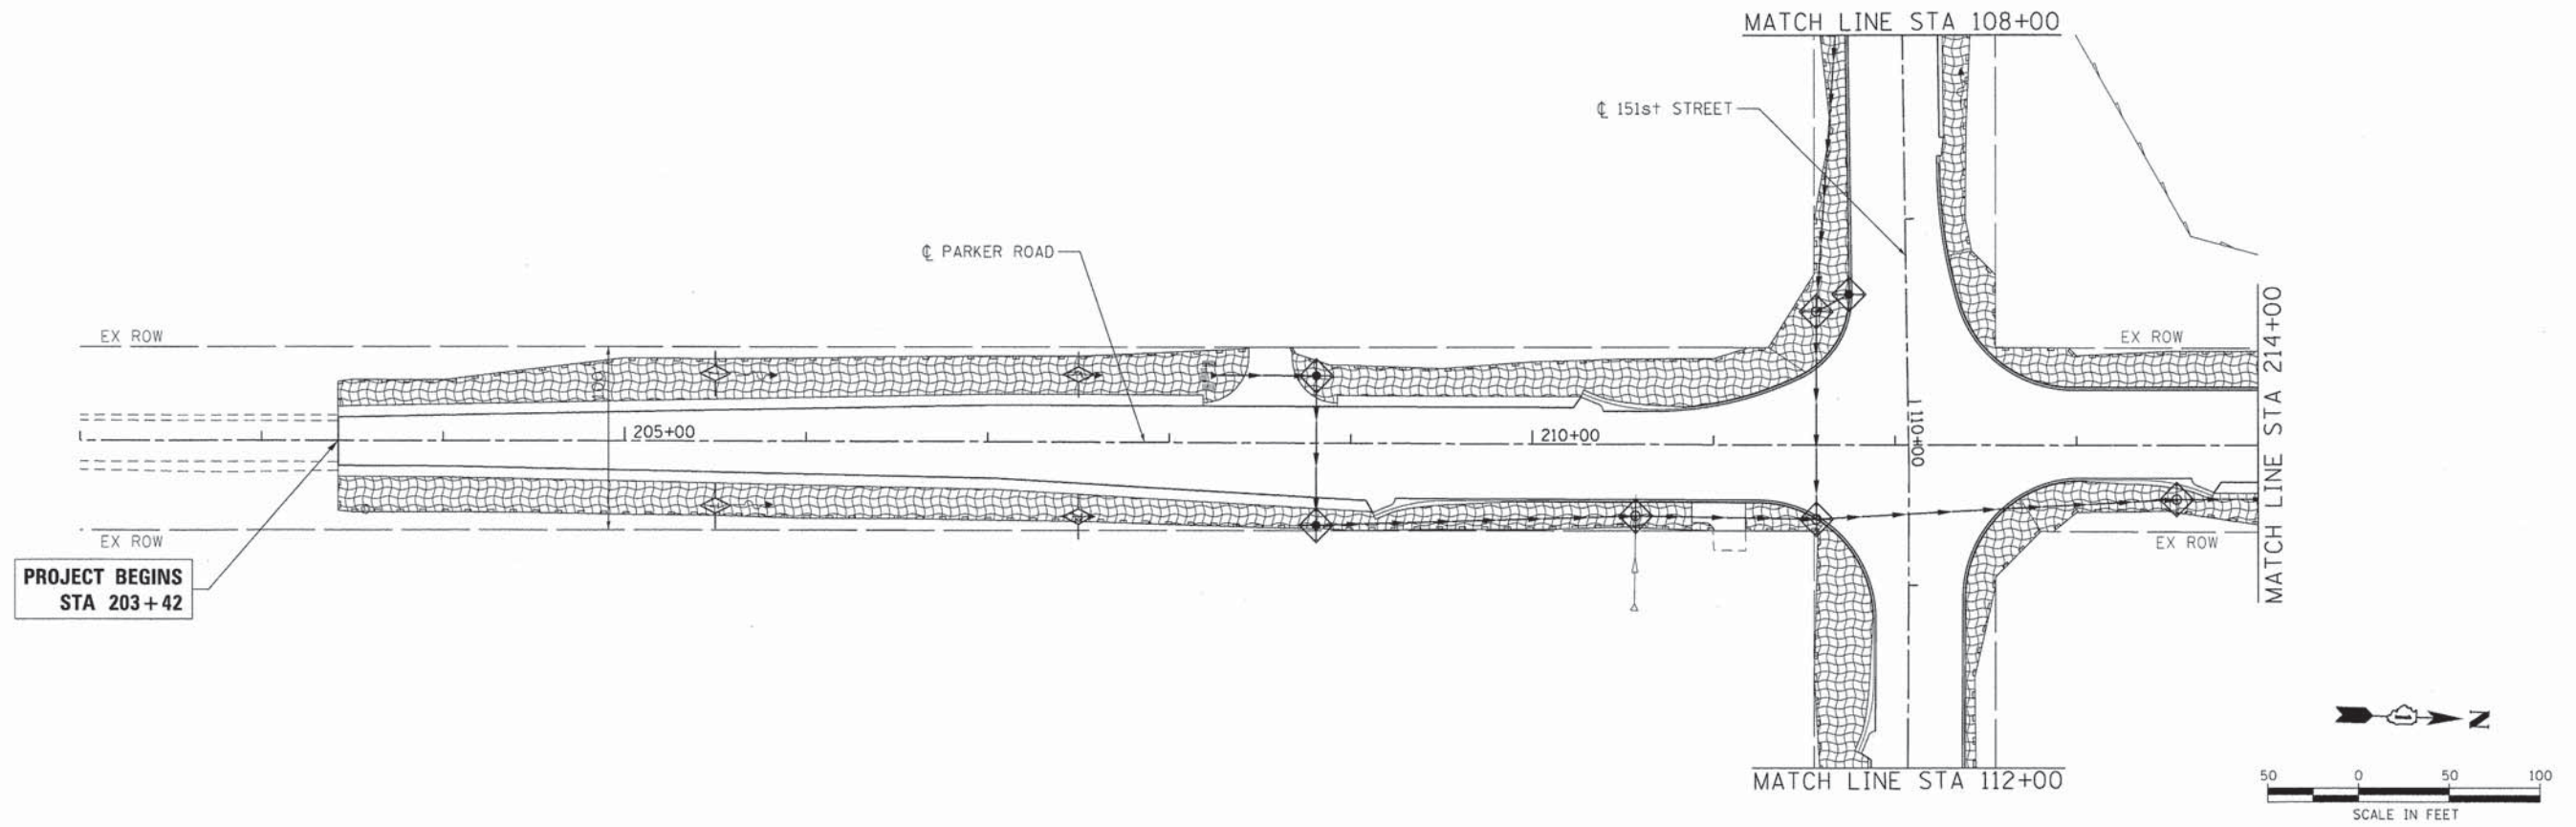 MATCH LINE STA 108+00
℄ 151st STREET
℄ PARKER ROAD
EX ROW
EX ROW
100'
205+00
210+00
110+00
MATCH LINE STA 214+00
EX ROW
EX ROW
PROJECT BEGINS
STA 203+42
MATCH LINE STA 112+00
N
50 0 50 100
SCALE IN FEET